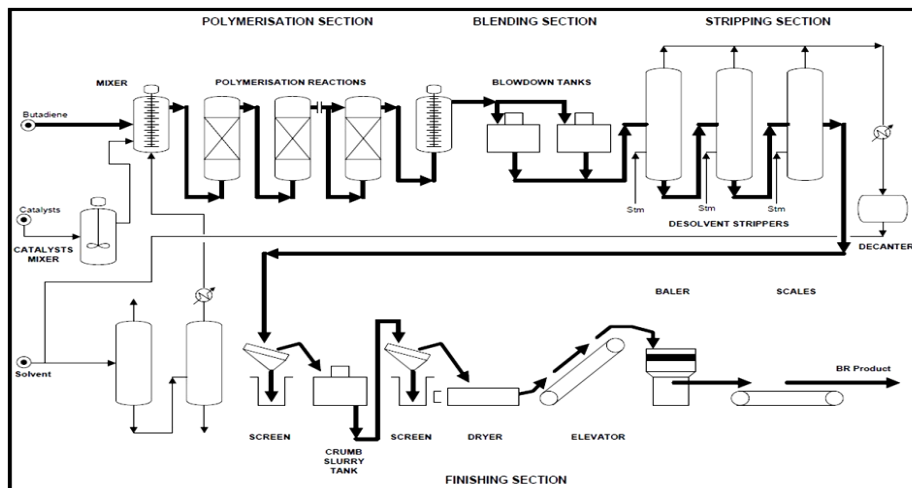 POLYMERISATION SECTION
BLENDING SECTION
STRIPPING SECTION
MIXER
POLYMERISATION REACTIONS
BLOWDOWN TANKS
Butadiene
Catalysts
CATALYSTS
MIXER
Stm
Stm
Stm
DESOLVENT STRIPPERS
DECANTER
BALER
SCALES
Solvent
BR Product
SCREEN
CRUMB
SLURRY
TANK
SCREEN
DRYER
ELEVATOR
FINISHING SECTION